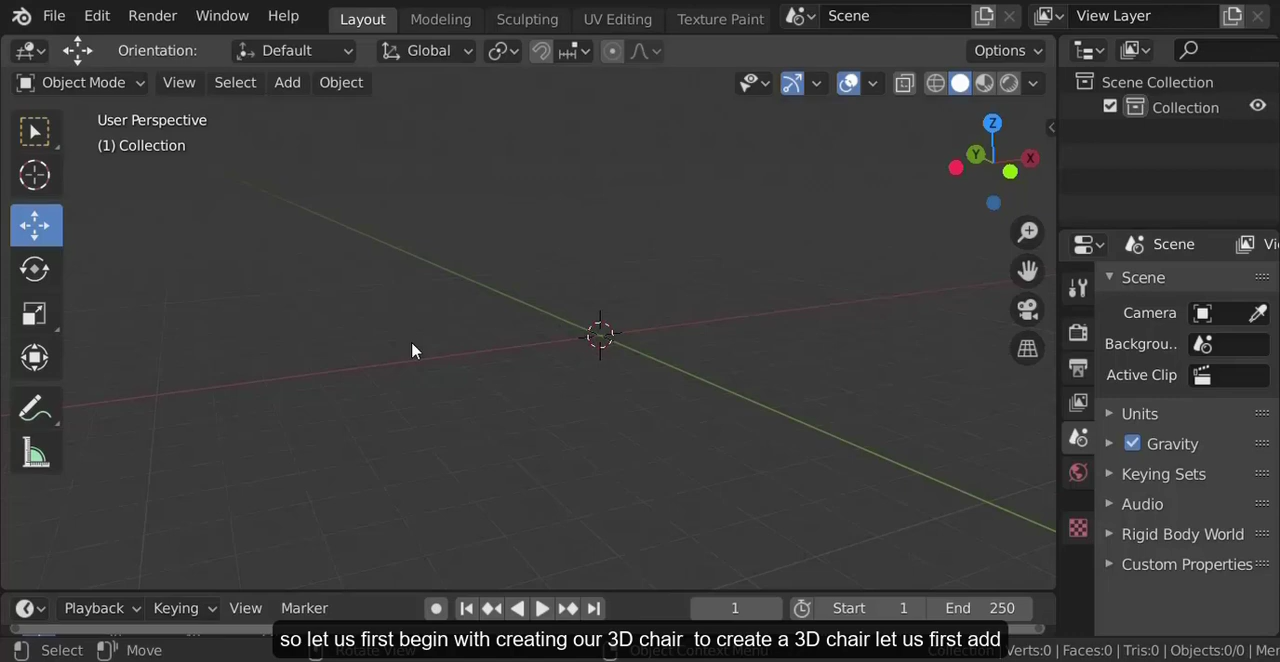 File Edit Render Window Help Layout Modeling Sculpting UV Editing Texture Paint Scene View Layer
Orientation: Default Global Options
Object Mode View Select Add Object
Scene Collection
Collection
User Perspective
(1) Collection
Z
Y
X
Scene
Scene
Camera
Backgrou..
Active Clip
Units
Gravity
Keying Sets
Audio
Rigid Body World
Custom Properties
Playback Keying View Marker 1 Start 1 End 250
so let us first begin with creating our 3D chair to create a 3D chair let us first add
Select Move Verts:0 | Faces:0 | Tris:0 | Objects:0/0 |